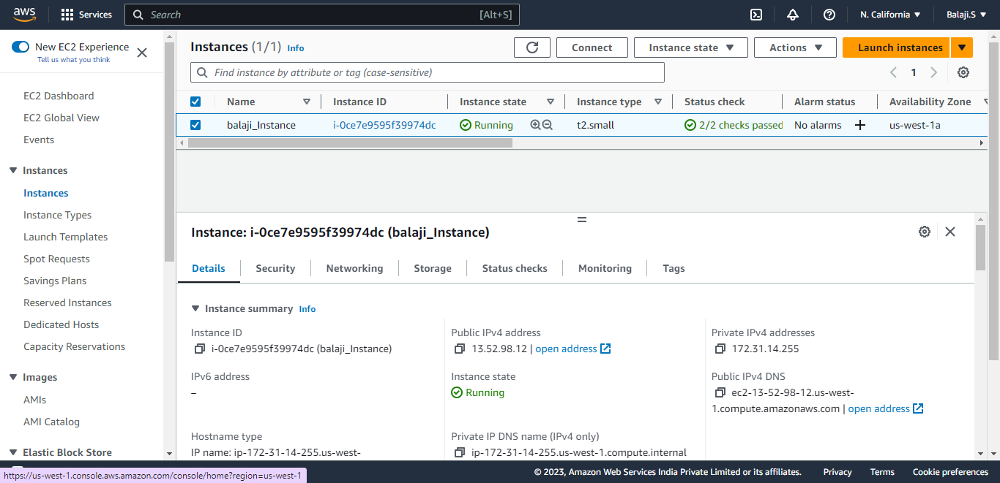 aws
Services
Search
[Alt+S]
N. California
Balaji.S
New EC2 Experience
Tell us what you think
EC2 Dashboard
EC2 Global View
Events
Instances
Instances
Instance Types
Launch Templates
Spot Requests
Savings Plans
Reserved Instances
Dedicated Hosts
Capacity Reservations
Images
AMIs
AMI Catalog
Elastic Block Store
Instances (1/1) Info
Connect
Instance state
Actions
Launch instances
Find instance by attribute or tag (case-sensitive)
1
Name Instance ID Instance state Instance type Status check Alarm status Availability Zone
balaji_Instance i-0ce7e9595f39974dc Running t2.small 2/2 checks passed No alarms + us-west-1a
Instance: i-0ce7e9595f39974dc (balaji_Instance)
Details Security Networking Storage Status checks Monitoring Tags
Instance summary Info
Instance ID
i-0ce7e9595f39974dc (balaji_Instance)
Public IPv4 address
13.52.98.12 | open address
Private IPv4 addresses
172.31.14.255
IPv6 address
–
Instance state
Running
Public IPv4 DNS
ec2-13-52-98-12.us-west-
1.compute.amazonaws.com | open address
Hostname type
IP name: ip-172-31-14-255.us-west-
Private IP DNS name (IPv4 only)
ip-172-31-14-255.us-west-1.compute.internal
https://us-west-1.console.aws.amazon.com/console/home?region=us-west-1
© 2023, Amazon Web Services India Private Limited or its affiliates.
Privacy
Terms
Cookie preferences